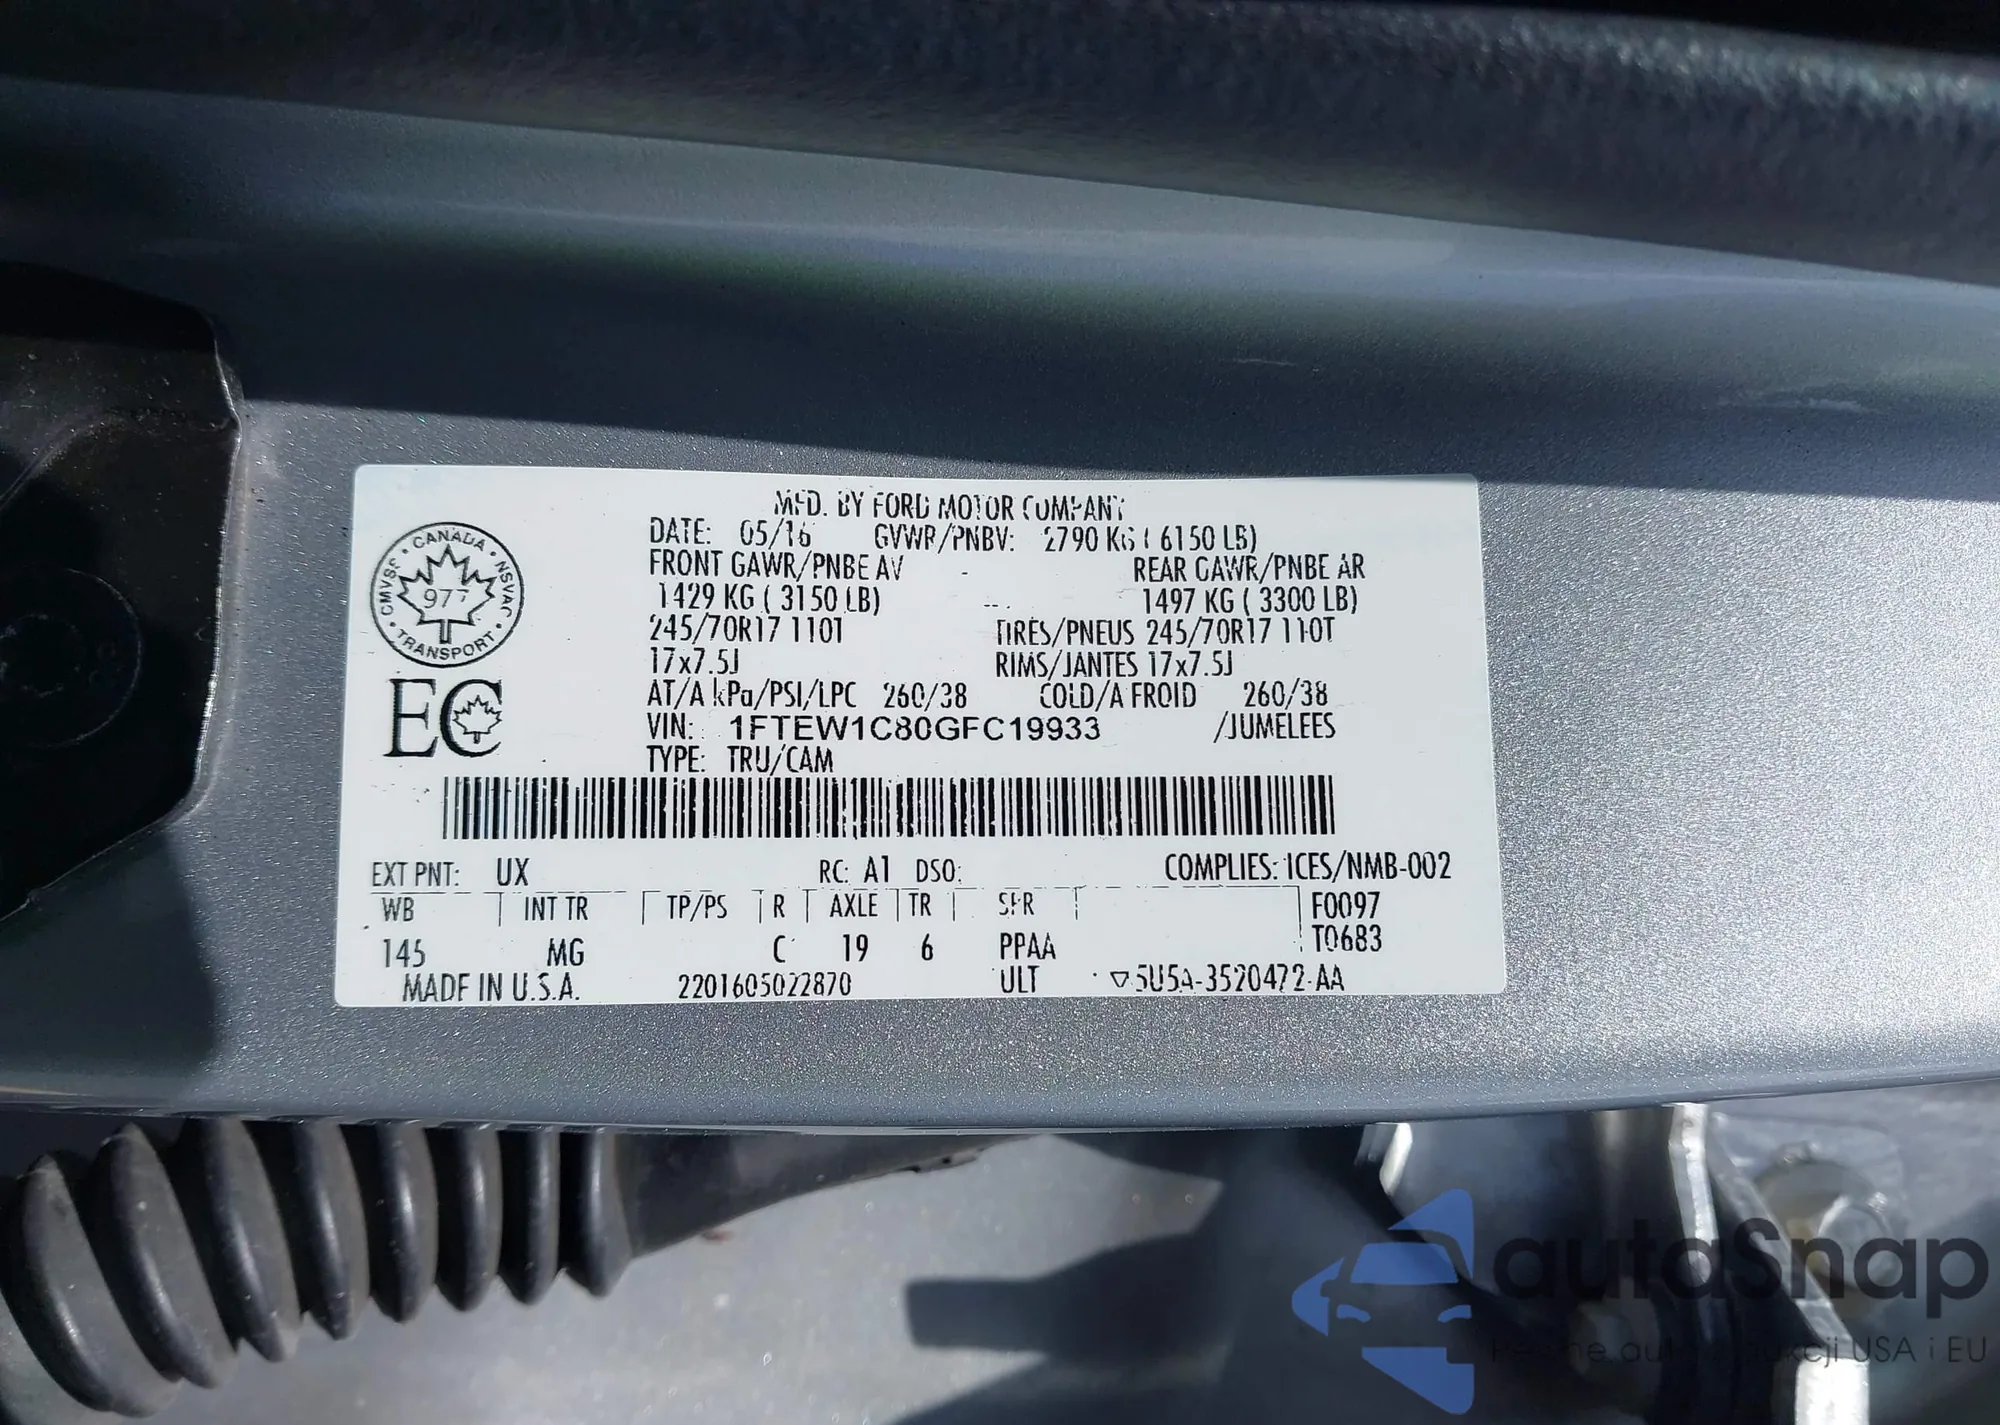 MFD. BY FORD MOTOR COMPANY
DATE: 05/16 GVWR/PNBV: 2790 KG ( 6150 LB)
FRONT GAWR/PNBE AV REAR GAWR/PNBE AR
1429 KG ( 3150 LB) 1497 KG ( 3300 LB)
245/70R17 110T TIRES/PNEUS 245/70R17 110T
17x7.5J RIMS/JANTES 17x7.5J
AT/A kPa/PSI/LPC 260/38 COLD/A FROID 260/38
VIN: 1FTEW1C80GFC19933 /JUMELEES
TYPE: TRU/CAM
CANADA
CMVSS NSVAC
977
TRANSPORT
EC
EXT PNT: UX RC: A1 DSO: COMPLIES: ICES/NMB-002
WB INT TR TP/PS R AXLE TR SPR F0097
T0683
145 MG C 19 6 PPAA
MADE IN U.S.A. 2201605022870 ULT ▽5U5A-3520472-AA
autoSnap
USA i EU